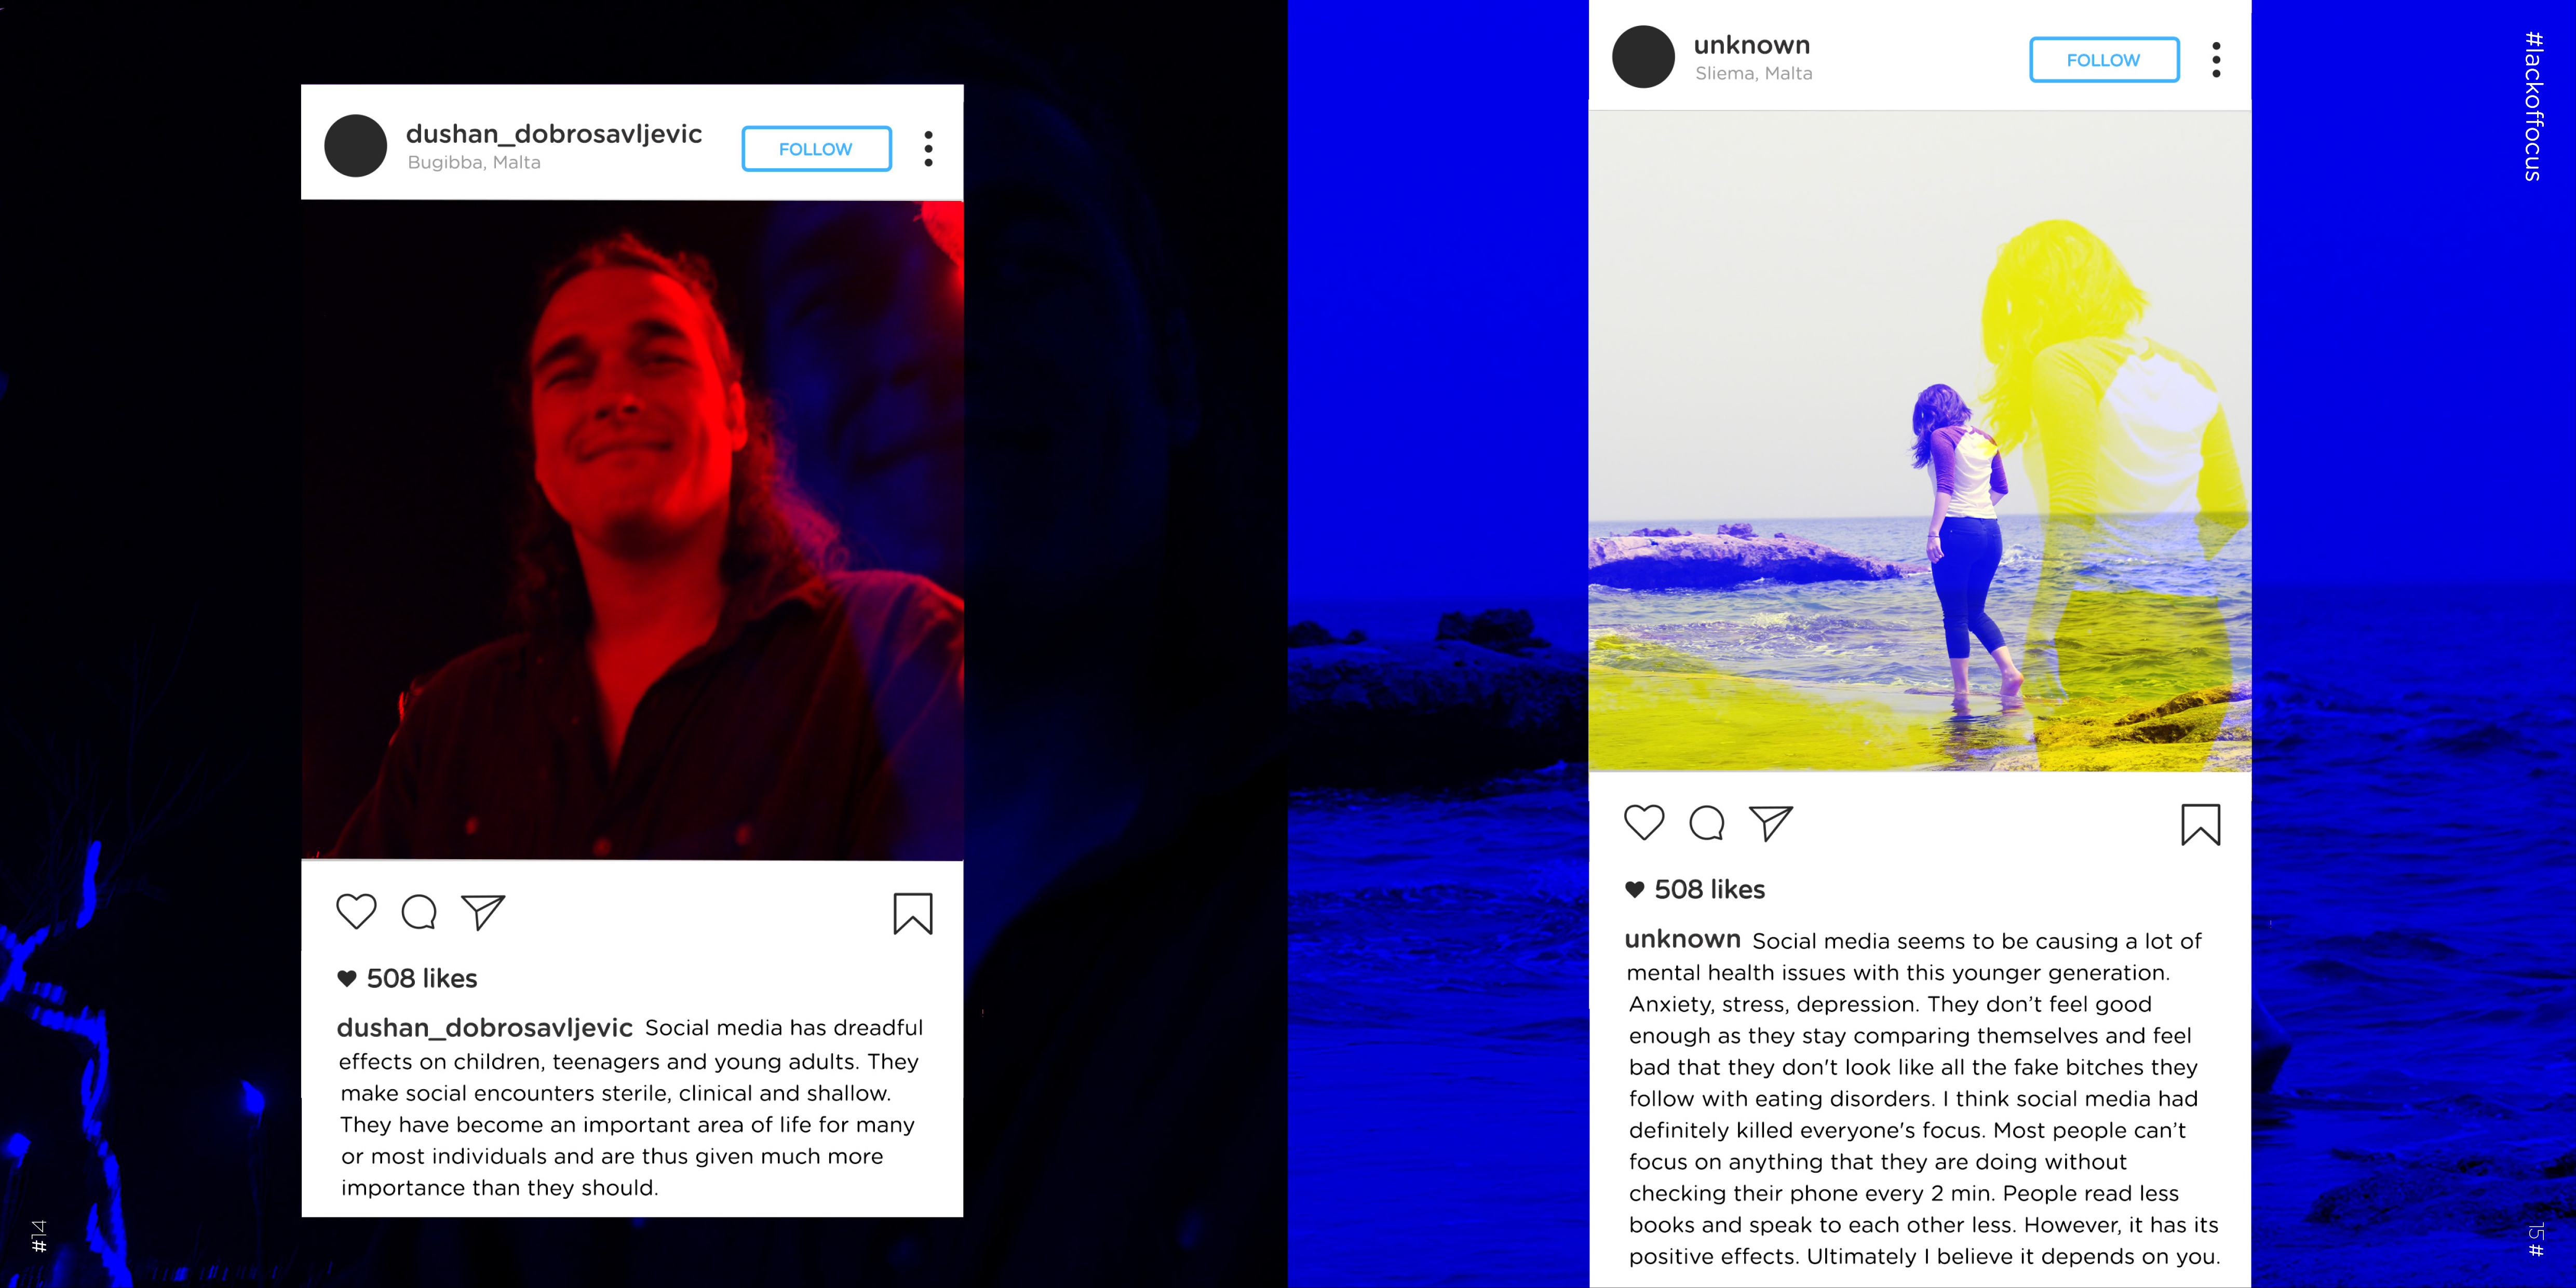 dushan_dobrosavljevic
Bugibba, Malta
FOLLOW
508 likes
dushan_dobrosavljevic Social media has dreadful
effects on children, teenagers and young adults. They
make social encounters sterile, clinical and shallow.
They have become an important area of life for many
or most individuals and are thus given much more
importance than they should.
#14
unknown
Sliema, Malta
FOLLOW
508 likes
unknown Social media seems to be causing a lot of
mental health issues with this younger generation.
Anxiety, stress, depression. They don’t feel good
enough as they stay comparing themselves and feel
bad that they don't look like all the fake bitches they
follow with eating disorders. I think social media had
definitely killed everyone's focus. Most people can’t
focus on anything that they are doing without
checking their phone every 2 min. People read less
books and speak to each other less. However, it has its
positive effects. Ultimately I believe it depends on you.
#lackoffocus
15#